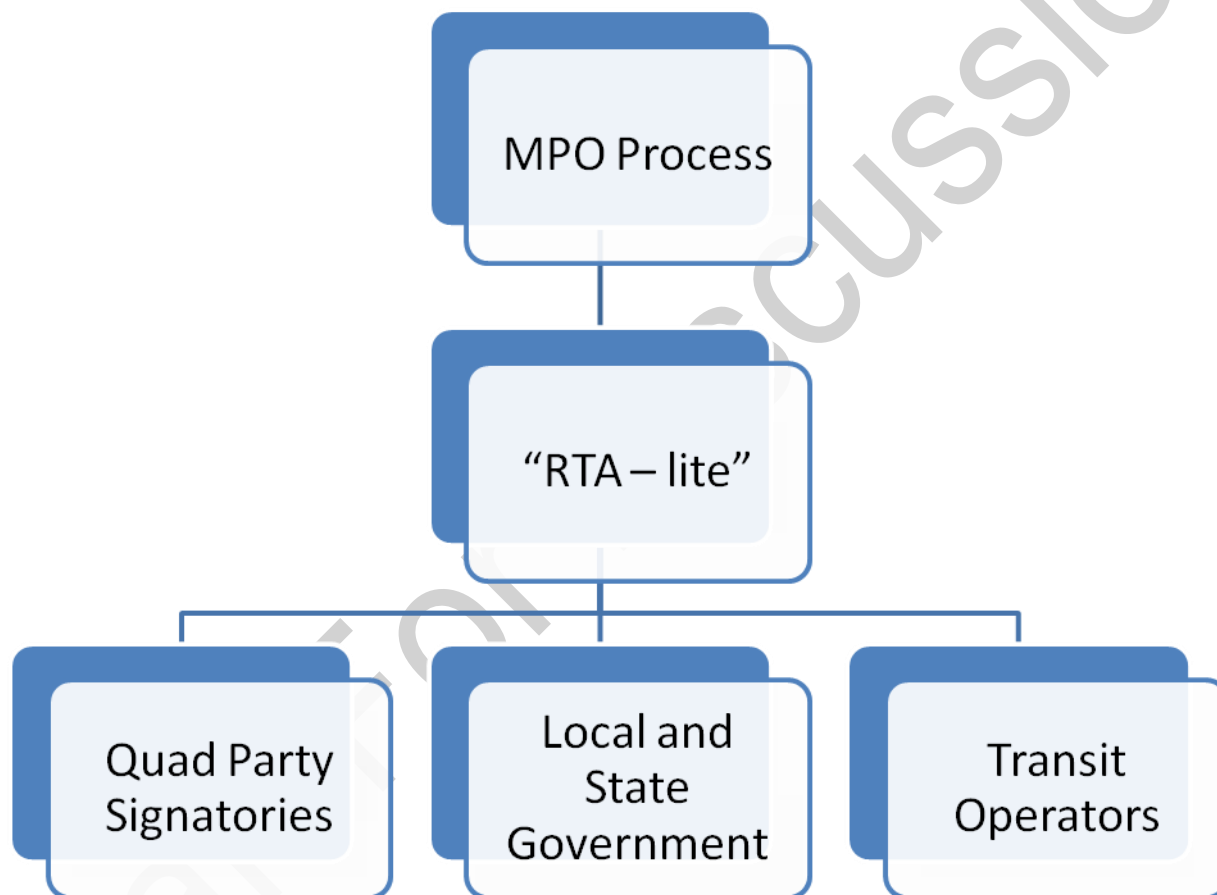 MPO Process
“RTA – lite”
Quad Party
Signatories
Local and
State
Government
Transit
Operators